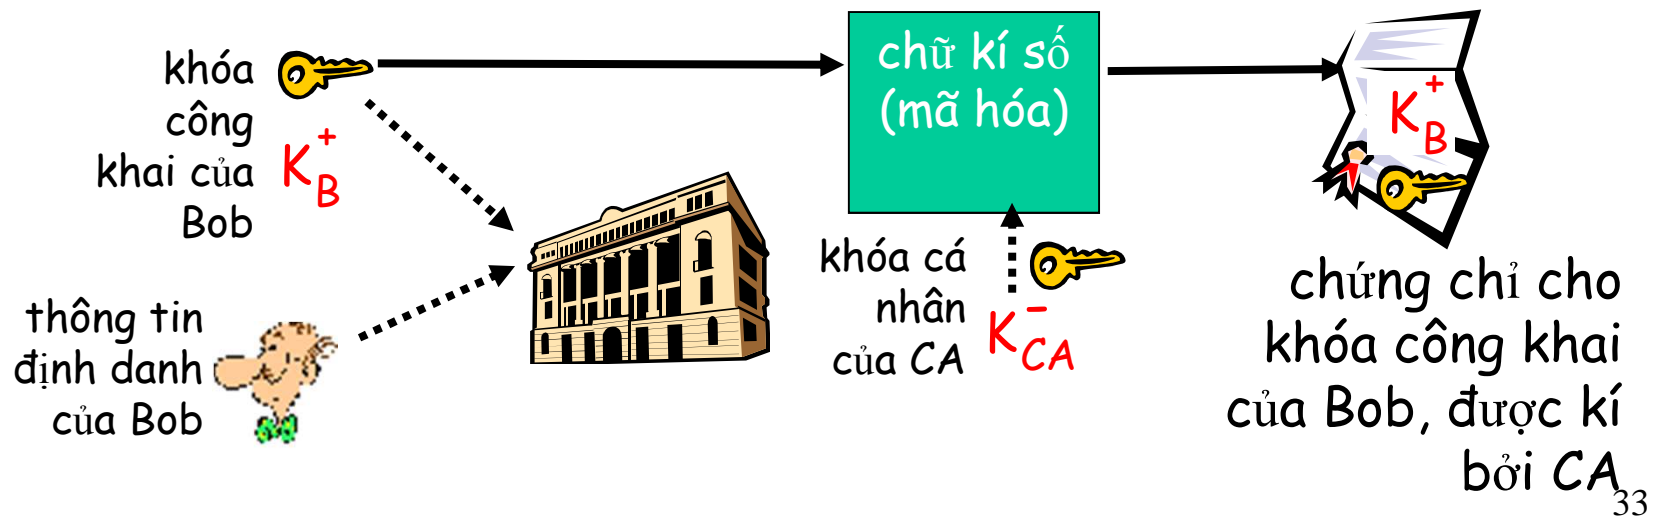 khóa
công
khai của
Bob
K
+
B
thông tin
định danh
của Bob
chữ kí số
(mã hóa)
khóa cá
nhân
của CA
K
-
CA
K
+
B
chứng chỉ cho
khóa công khai
của Bob, được kí
bởi CA
33